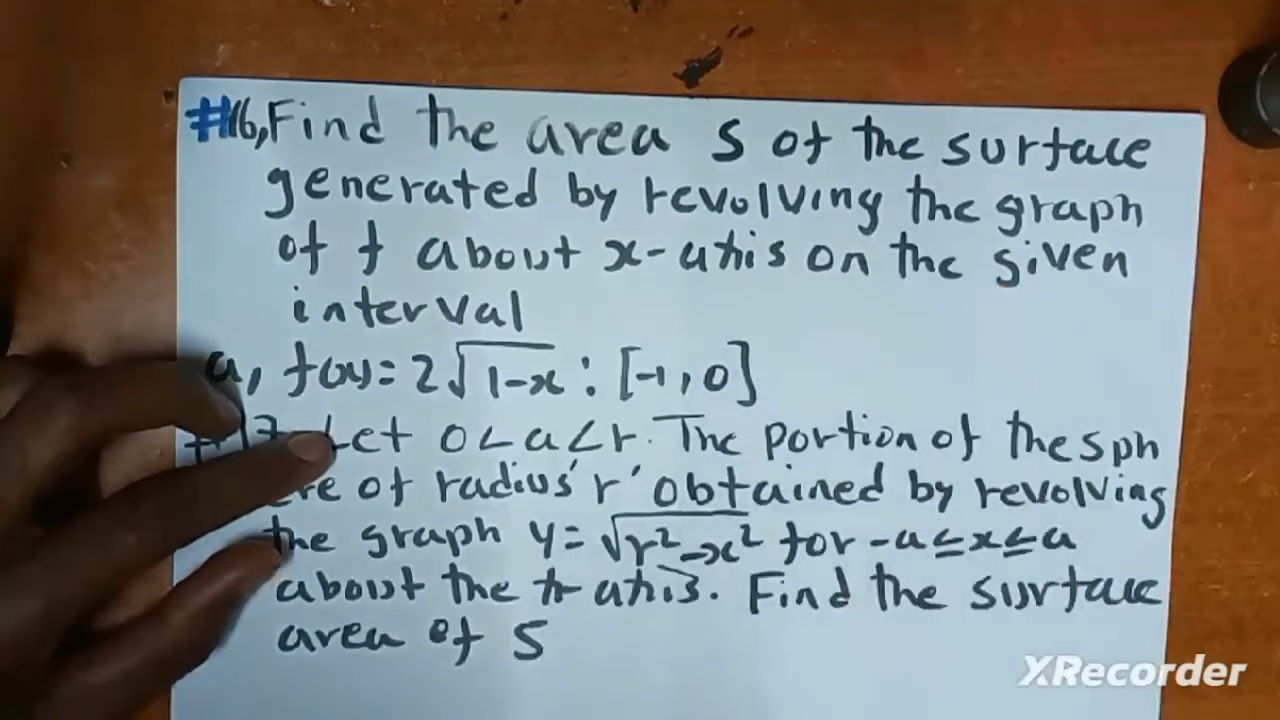 #16, Find the area S of the surface
generated by revolving the graph
of f about x-axis on the given
interval
a, f(x)= 2√1-x : [-1, 0]
#17. Let 0<a<r. The portion of the sph
ere of radius 'r' obtained by revolving
the graph y=√r²-x² for -a≤x≤a
about the x-axis. Find the surface
area of S
XRecorder